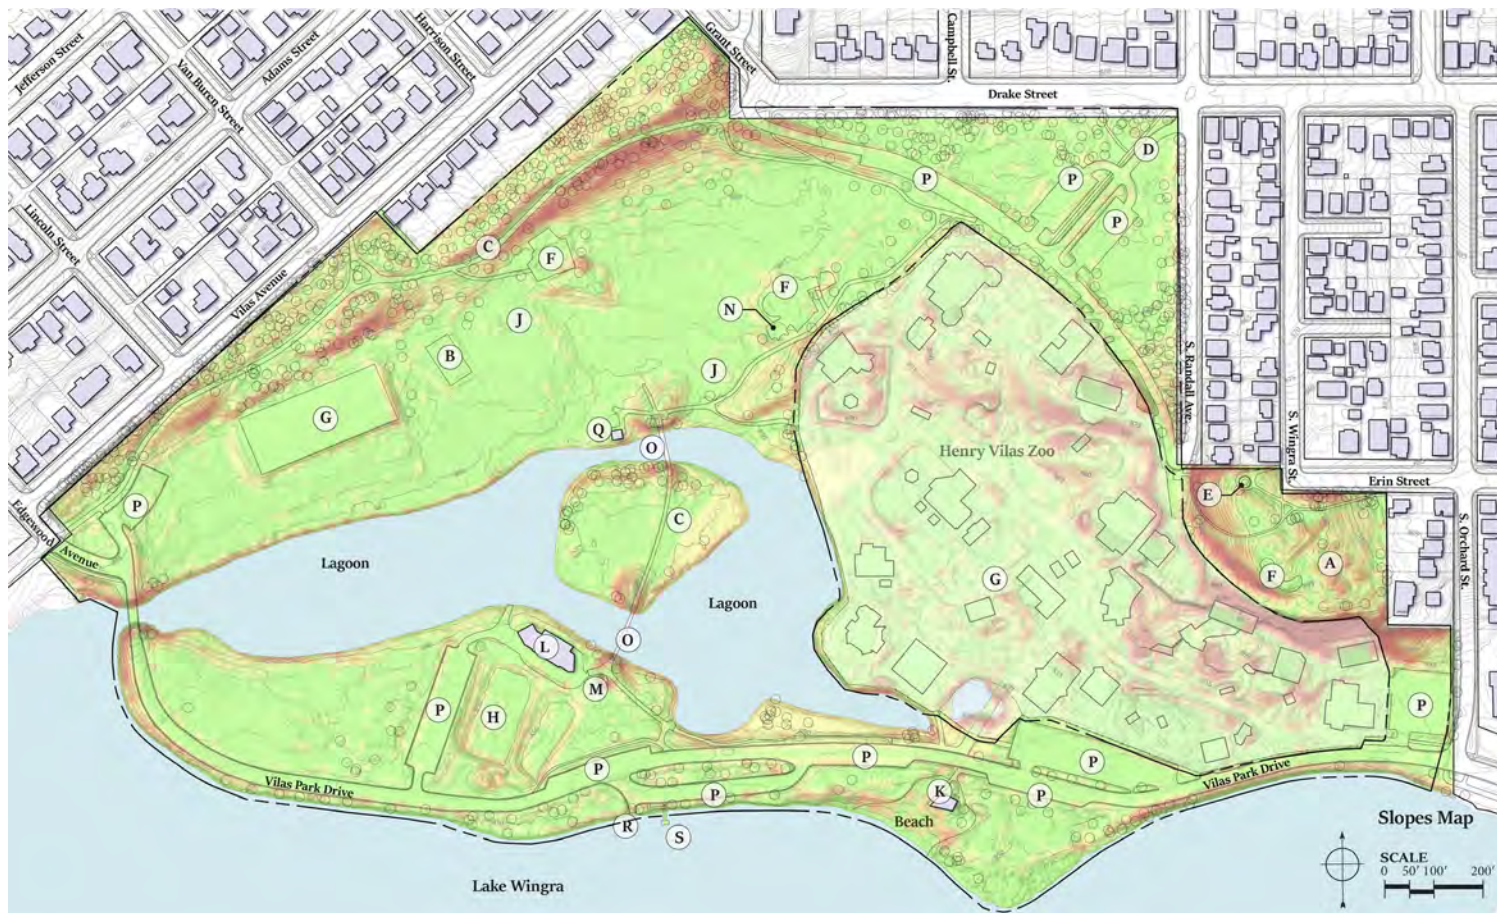 Jefferson Street
Van Buren Street
Adams Street
Harrison Street
Grant Street
Campbell St.
Drake Street
Lincoln Street
Vilas Avenue
D
P
P
P
C
F
F
N
J
J
B
G
Q
O
S. Randall Ave.
Henry Vilas Zoo
S. Wingra St.
Erin Street
E
P
Edgewood
Avenue
C
S. Orchard St.
Lagoon
F
A
G
Lagoon
O
L
M
P
H
P
P
P
P
Vilas Park Drive
Vilas Park Drive
P
K
P
R
S
Beach
Slopes Map
Lake Wingra
SCALE
0 50' 100' 200'